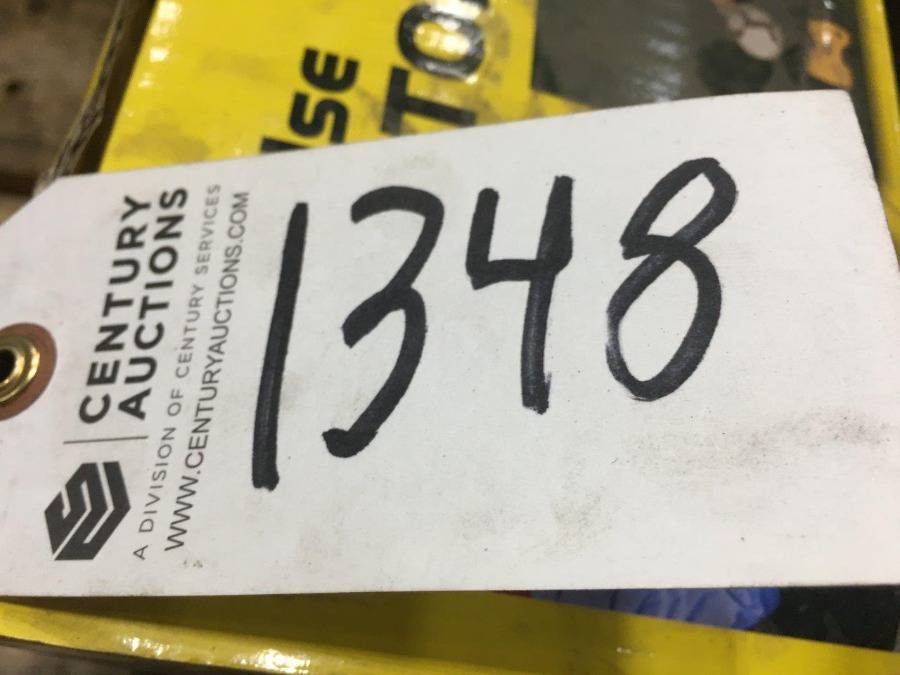 CENTURY
AUCTIONS
A DIVISION OF CENTURY SERVICES
WWW.CENTURYAUCTIONS.COM
1348